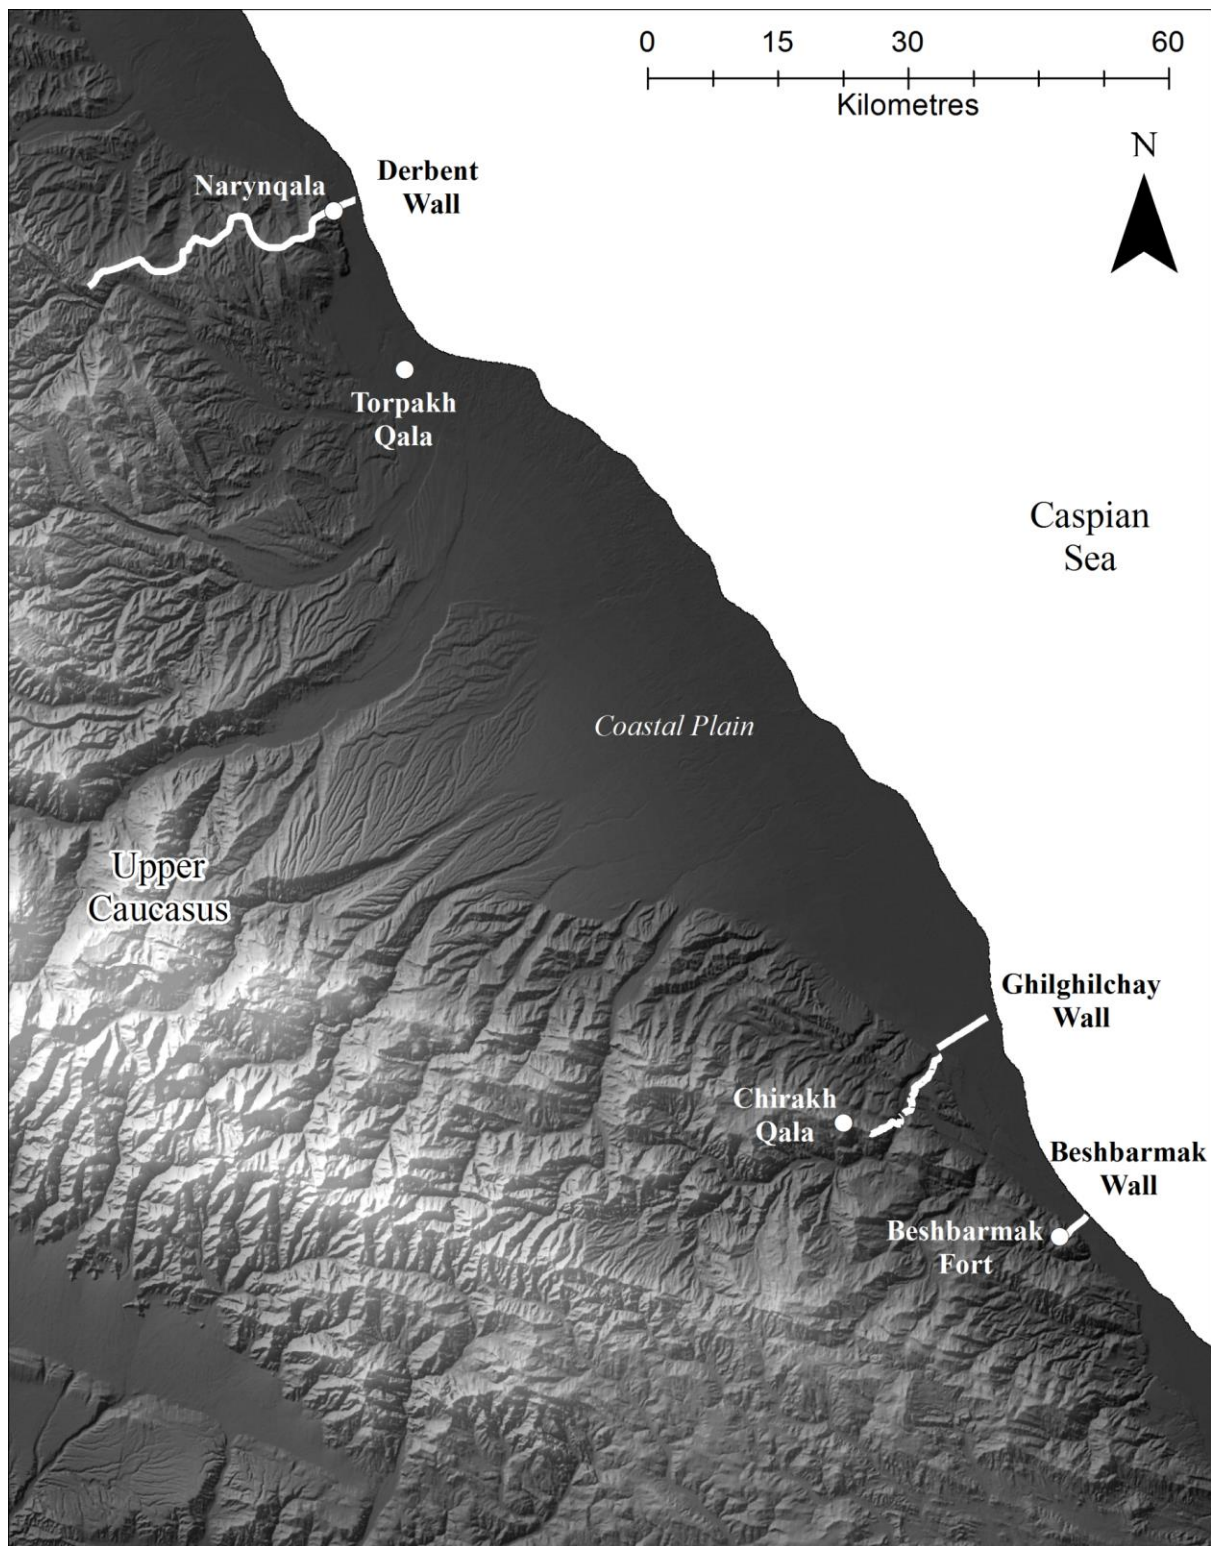 0 15 30 60
Kilometres
N
Derbent
Wall
Narynqala
Torpakh
Qala
Caspian
Sea
Coastal Plain
Upper
Caucasus
Ghilghilchay
Wall
Chirakh
Qala
Beshbarmak
Wall
Beshbarmak
Fort